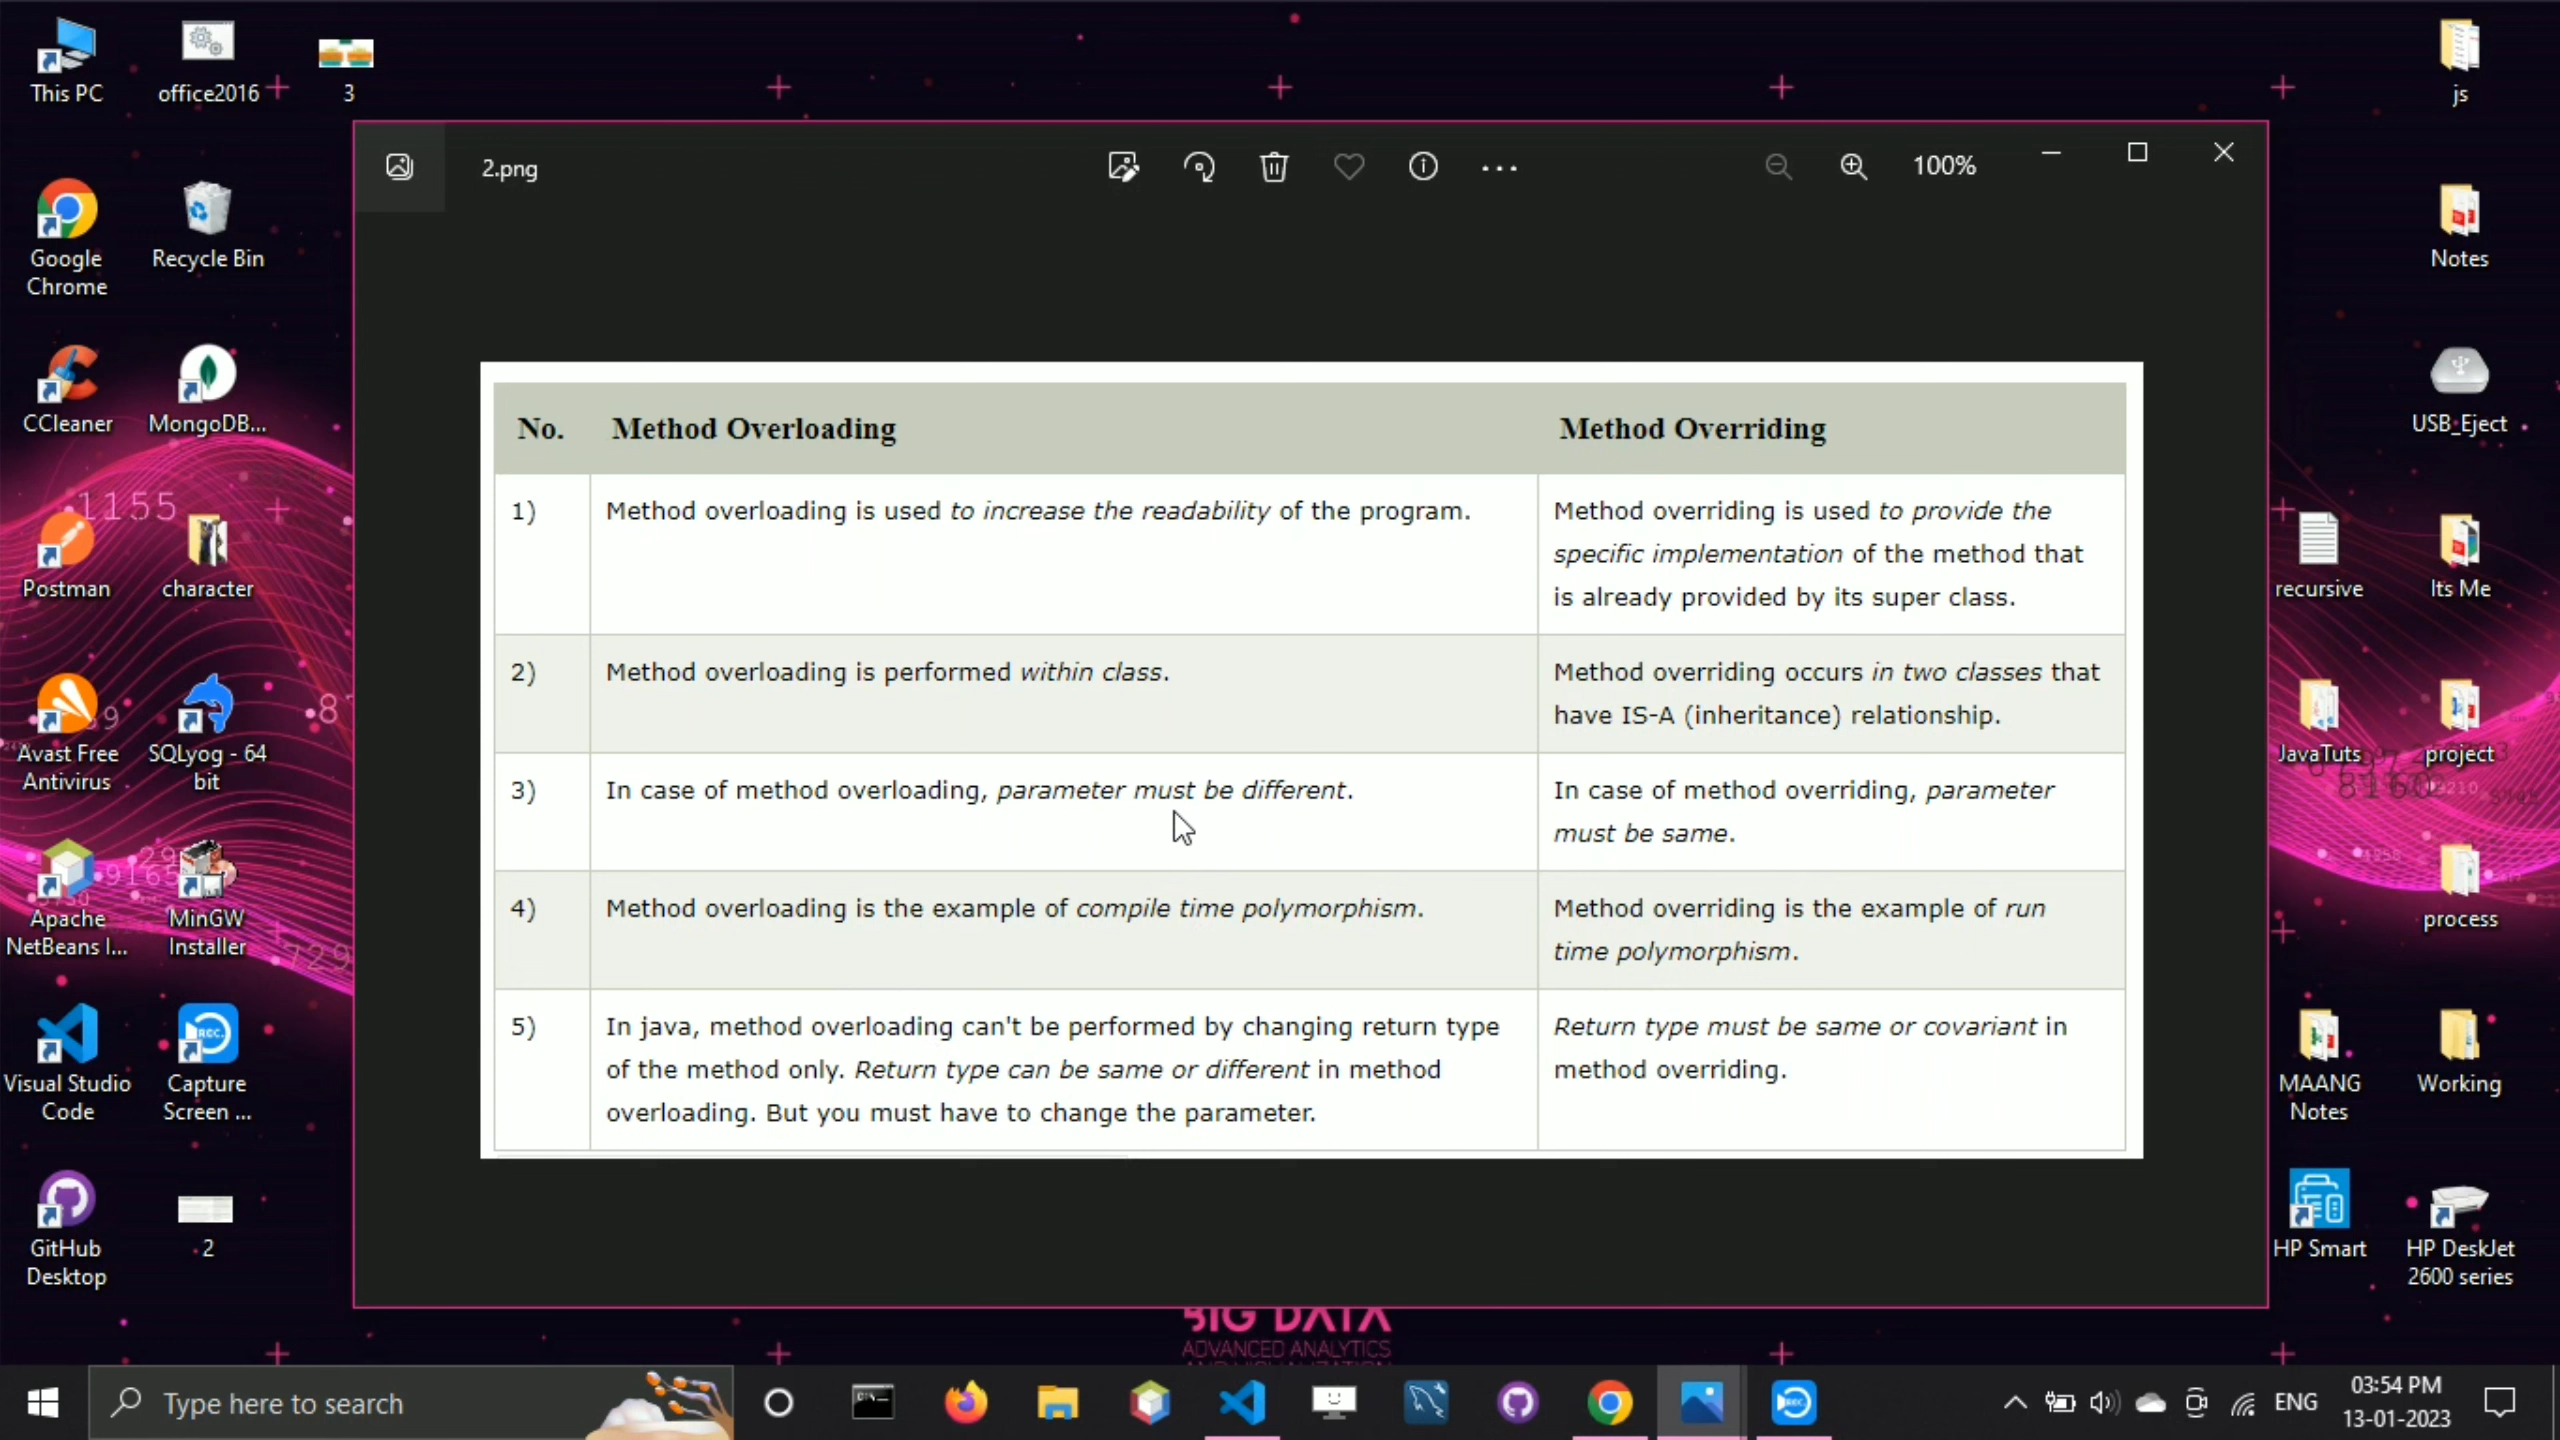 This PC
office2016
3
js
2.png
100%
Google
Chrome
Recycle Bin
Notes
CCleaner
MongoDB...
USB_Eject
No. Method Overloading Method Overriding
1) Method overloading is used to increase the readability of the program.
Method overriding is used to provide the
specific implementation of the method that
is already provided by its super class.
2) Method overloading is performed within class.
Method overriding occurs in two classes that
have IS-A (inheritance) relationship.
3) In case of method overloading, parameter must be different.
In case of method overriding, parameter
must be same.
4) Method overloading is the example of compile time polymorphism.
Method overriding is the example of run
time polymorphism.
5) In java, method overloading can't be performed by changing return type
of the method only. Return type can be same or different in method
overloading. But you must have to change the parameter.
Return type must be same or covariant in
method overriding.
1155
Postman
character
recursive
Its Me
Avast Free
Antivirus
SQLyog - 64
bit
JavaTuts
project
8160
Apache
NetBeans I...
MinGW
Installer
process
729
Visual Studio
Code
Capture
Screen ...
MAANG
Notes
Working
GitHub
Desktop
2
HP Smart
HP DeskJet
2600 series
BIG DATA
ADVANCED ANALYTICS
Type here to search
ENG
03:54 PM
13-01-2023